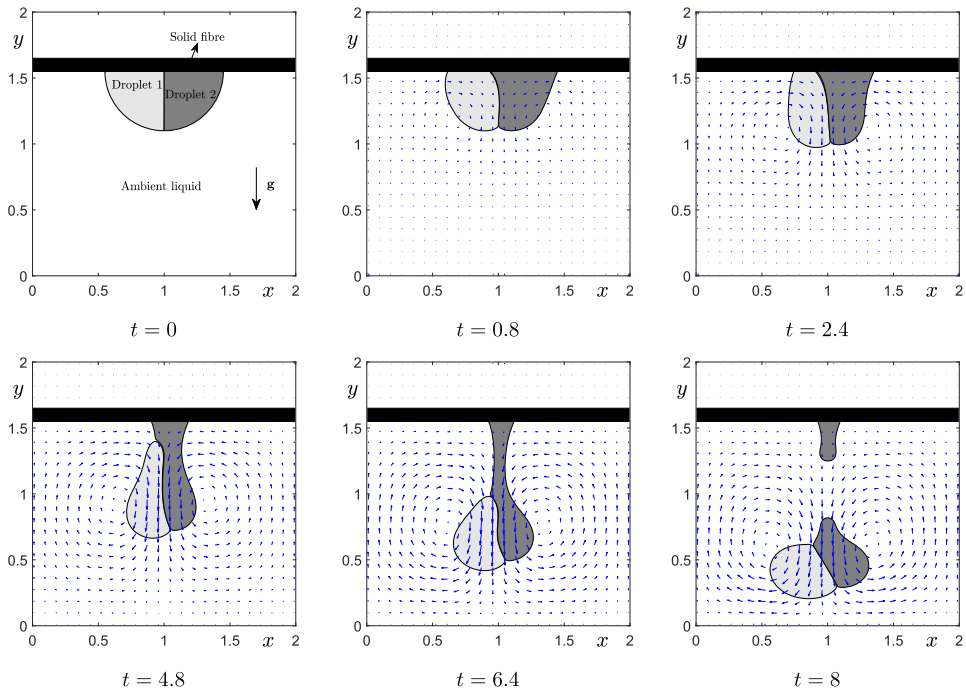 2
y
Solid fibre
1.5
Droplet 1
Droplet 2
1
Ambient liquid
g
0.5
0
0 0.5 1 1.5 x 2
t = 0
2
y
1.5
1
0.5
0
0 0.5 1 1.5 x 2
t = 0.8
2
y
1.5
1
0.5
0
0 0.5 1 1.5 x 2
t = 2.4
2
y
1.5
1
0.5
0
0 0.5 1 1.5 x 2
t = 4.8
2
y
1.5
1
0.5
0
0 0.5 1 1.5 x 2
t = 6.4
2
y
1.5
1
0.5
0
0 0.5 1 1.5 x 2
t = 8